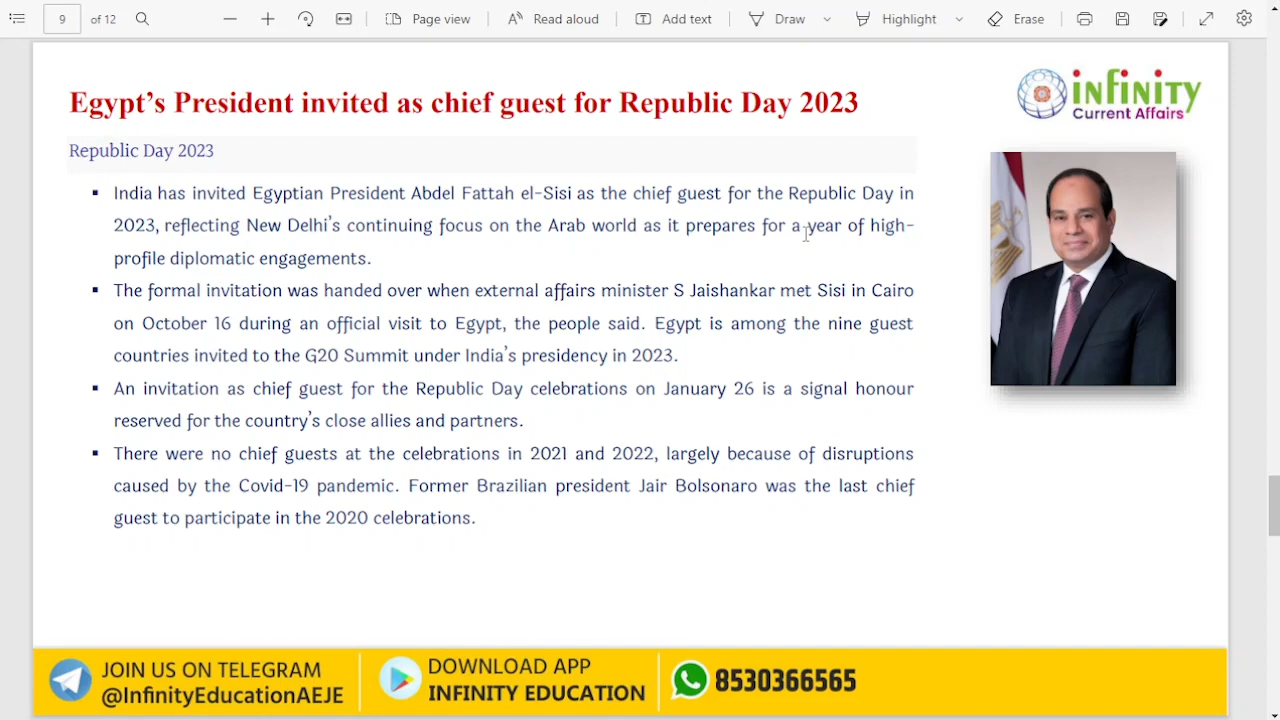 9 of 12 Page view Read aloud Add text Draw Highlight Erase
Egypt’s President invited as chief guest for Republic Day 2023
infinity
Current Affairs
Republic Day 2023
▪ India has invited Egyptian President Abdel Fattah el-Sisi as the chief guest for the Republic Day in
2023, reflecting New Delhi’s continuing focus on the Arab world as it prepares for a year of high-
profile diplomatic engagements.
▪ The formal invitation was handed over when external affairs minister S Jaishankar met Sisi in Cairo
on October 16 during an official visit to Egypt, the people said. Egypt is among the nine guest
countries invited to the G20 Summit under India’s presidency in 2023.
▪ An invitation as chief guest for the Republic Day celebrations on January 26 is a signal honour
reserved for the country’s close allies and partners.
▪ There were no chief guests at the celebrations in 2021 and 2022, largely because of disruptions
caused by the Covid-19 pandemic. Former Brazilian president Jair Bolsonaro was the last chief
guest to participate in the 2020 celebrations.
JOIN US ON TELEGRAM
@InfinityEducationAEJE
DOWNLOAD APP
INFINITY EDUCATION
8530366565